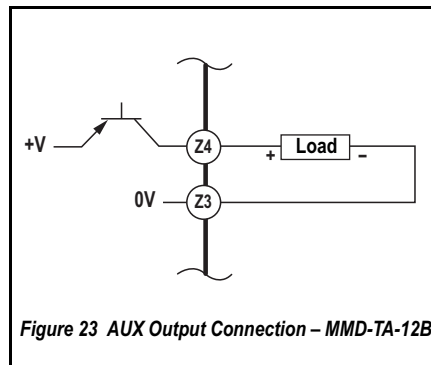 +V
Z4
+ Load –
0V
Z3
Figure 23 AUX Output Connection – MMD-TA-12B